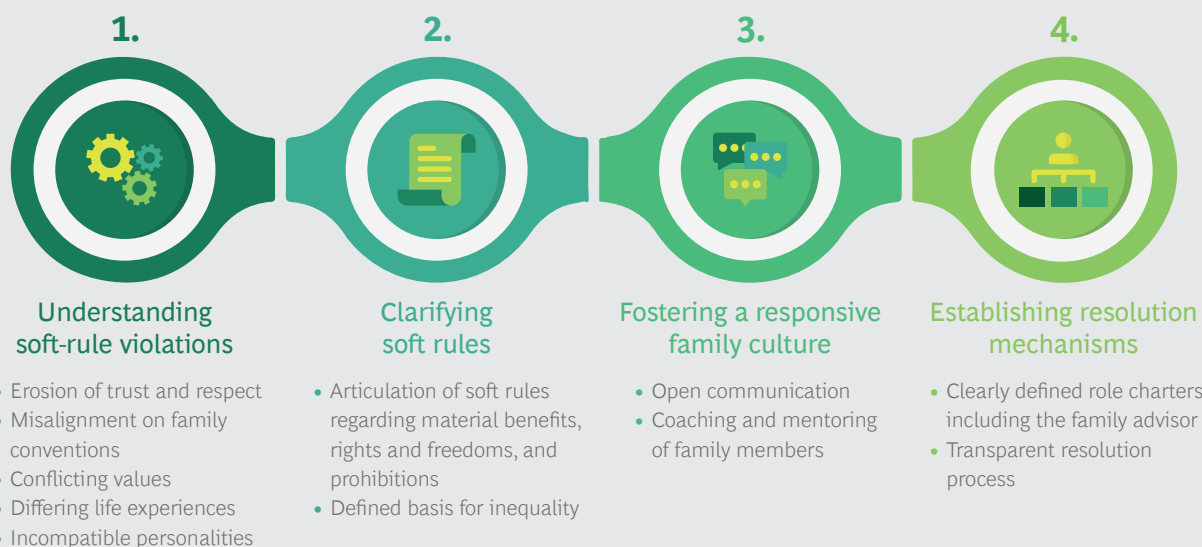 1.
Understanding
soft-rule violations
• Erosion of trust and respect
• Misalignment on family
conventions
• Conflicting values
• Differing life experiences
• Incompatible personalities
2.
Clarifying
soft rules
• Articulation of soft rules
regarding material benefits,
rights and freedoms, and
prohibitions
• Defined basis for inequality
3.
Fostering a responsive
family culture
• Open communication
• Coaching and mentoring
of family members
4.
Establishing resolution
mechanisms
• Clearly defined role charters
including the family advisor
• Transparent resolution
process